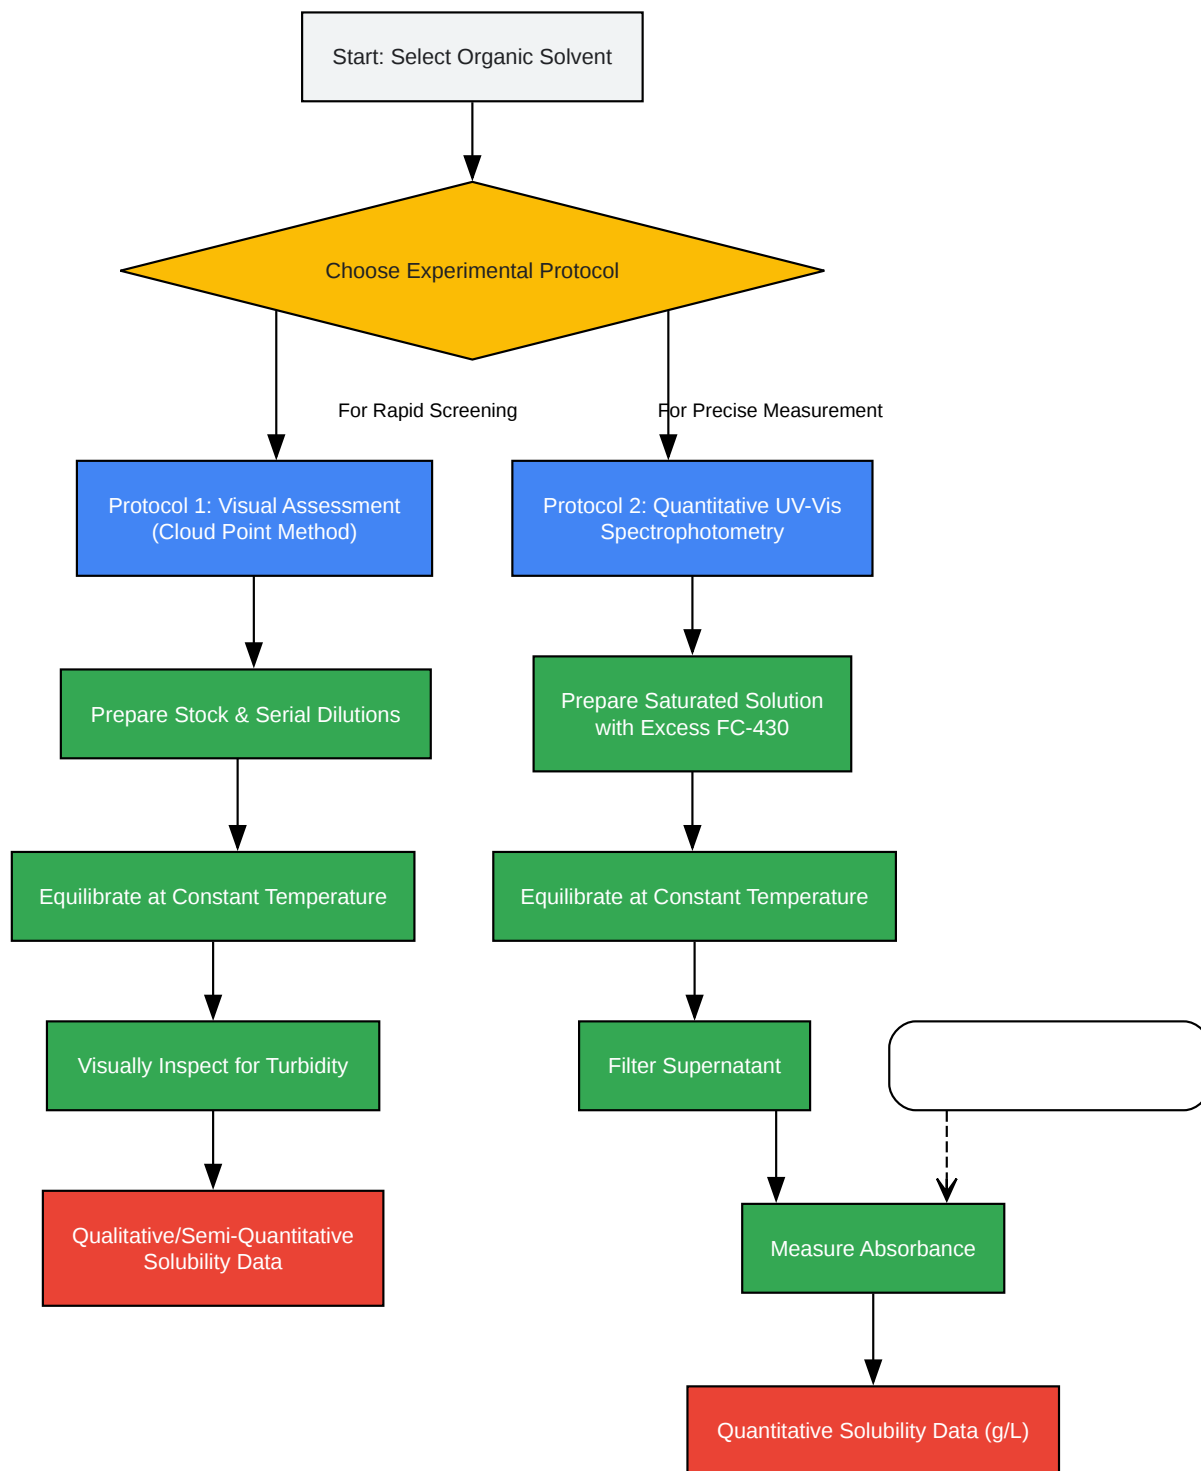 Start: Select Organic Solvent
Choose Experimental Protocol
For Rapid Screening
For Precise Measurement
Protocol 1: Visual Assessment
(Cloud Point Method)
Protocol 2: Quantitative UV-Vis
Spectrophotometry
Prepare Stock & Serial Dilutions
Prepare Saturated Solution
with Excess FC-430
Equilibrate at Constant Temperature
Equilibrate at Constant Temperature
Visually Inspect for Turbidity
Filter Supernatant
Qualitative/Semi-Quantitative
Solubility Data
Measure Absorbance
Quantitative Solubility Data (g/L)